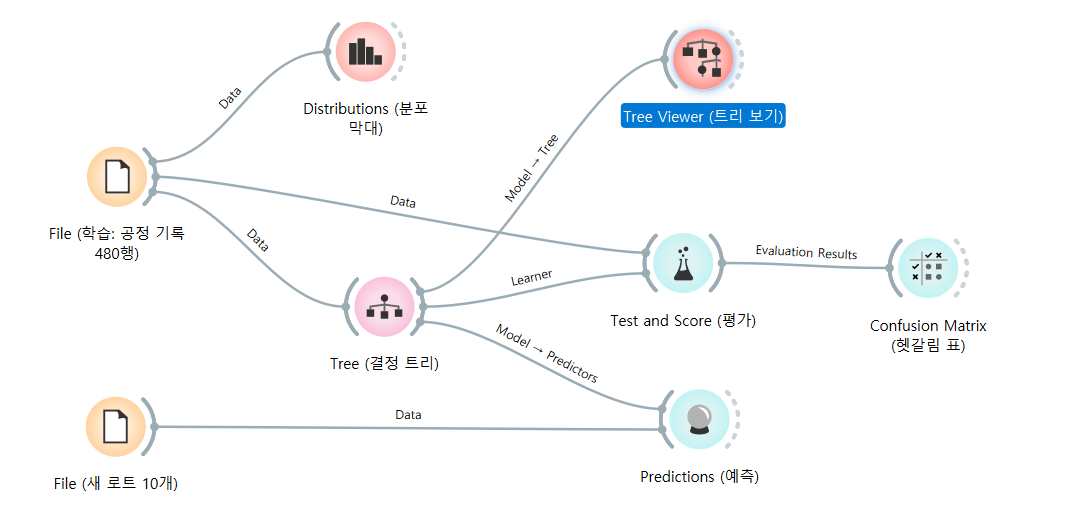 Data
Distributions (분포
막대)
Tree Viewer (트리 보기)
Model → Tree
File (학습: 공정 기록
480행)
Data
Data
Learner
Test and Score (평가)
Evaluation Results
Confusion Matrix
(헷갈림 표)
Tree (결정 트리)
Model → Predictors
Data
File (새 로트 10개)
Predictions (예측)